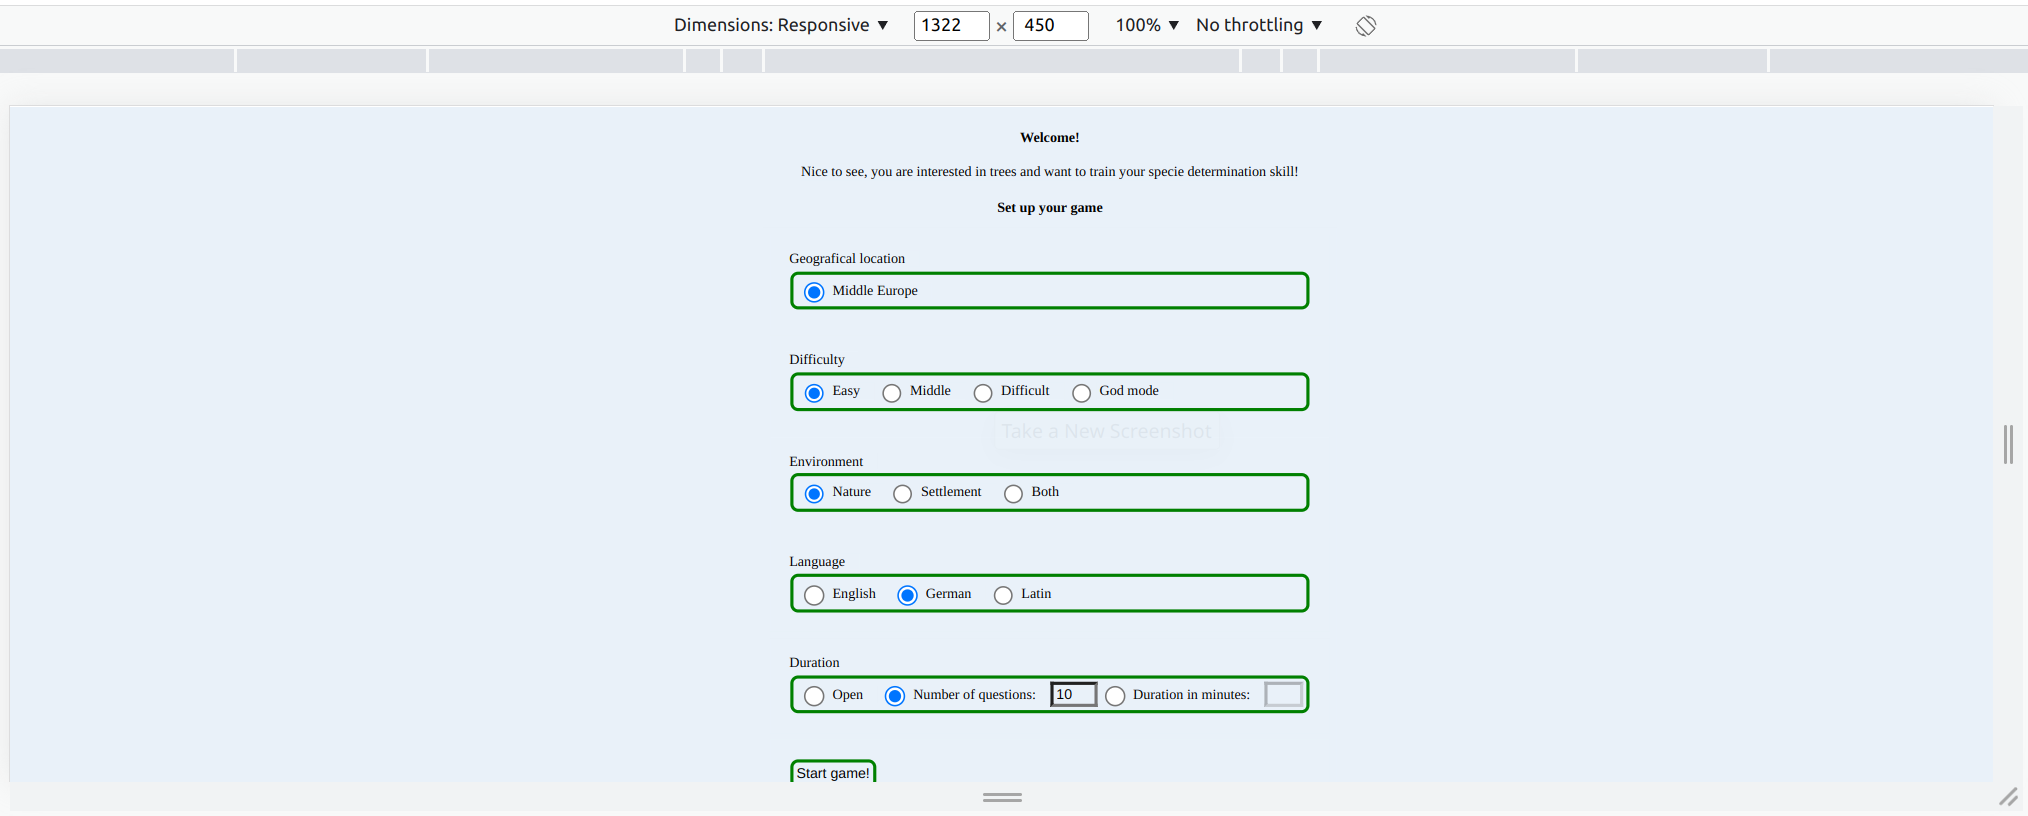 Dimensions: Responsive ▼ 1322 × 450 100% ▼ No throttling ▼
Welcome!
Nice to see, you are interested in trees and want to train your specie determination skill!
Set up your game
Geografical location
Middle Europe
Difficulty
Easy Middle Difficult God mode
Take a New Screenshot
Environment
Nature Settlement Both
Language
English German Latin
Duration
Open Number of questions: 10 Duration in minutes:
Start game!